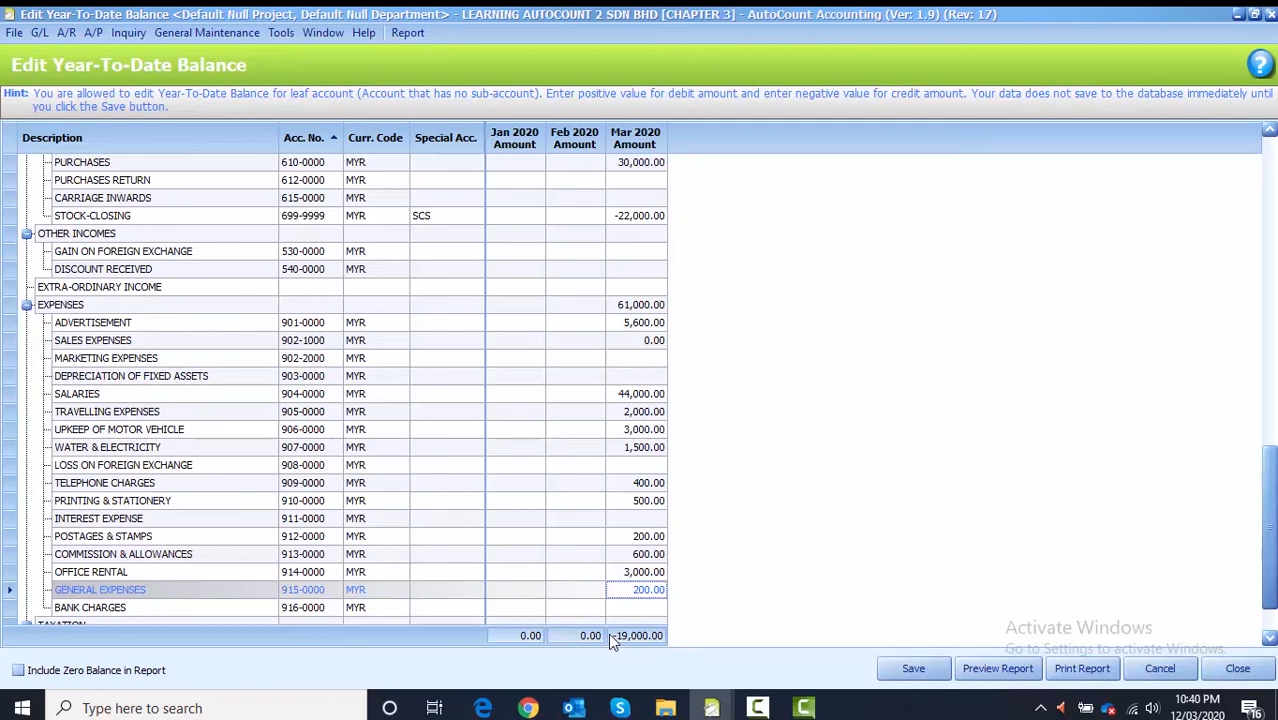 Edit Year-To-Date Balance <Default Null Project, Default Null Department> - LEARNING AUTOCOUNT 2 SDN BHD [CHAPTER 3] - AutoCount Accounting (Ver: 1.9) (Rev: 17)
File G/L A/R A/P Inquiry General Maintenance Tools Window Help Report
Edit Year-To-Date Balance
?
Hint: You are allowed to edit Year-To-Date Balance for leaf account (Account that has no sub-account). Enter positive value for debit amount and enter negative value for credit amount. Your data does not save to the database immediately until
you click the Save button.
Description Acc. No. Curr. Code Special Acc. Jan 2020 Amount Feb 2020 Amount Mar 2020 Amount
PURCHASES 610-0000 MYR 30,000.00
PURCHASES RETURN 612-0000 MYR
CARRIAGE INWARDS 615-0000 MYR
STOCK-CLOSING 699-9999 MYR SCS -22,000.00
OTHER INCOMES
GAIN ON FOREIGN EXCHANGE 530-0000 MYR
DISCOUNT RECEIVED 540-0000 MYR
EXTRA-ORDINARY INCOME
EXPENSES 61,000.00
ADVERTISEMENT 901-0000 MYR 5,600.00
SALES EXPENSES 902-1000 MYR 0.00
MARKETING EXPENSES 902-2000 MYR
DEPRECIATION OF FIXED ASSETS 903-0000 MYR
SALARIES 904-0000 MYR 44,000.00
TRAVELLING EXPENSES 905-0000 MYR 2,000.00
UPKEEP OF MOTOR VEHICLE 906-0000 MYR 3,000.00
WATER & ELECTRICITY 907-0000 MYR 1,500.00
LOSS ON FOREIGN EXCHANGE 908-0000 MYR
TELEPHONE CHARGES 909-0000 MYR 400.00
PRINTING & STATIONERY 910-0000 MYR 500.00
INTEREST EXPENSE 911-0000 MYR
POSTAGES & STAMPS 912-0000 MYR 200.00
COMMISSION & ALLOWANCES 913-0000 MYR 600.00
OFFICE RENTAL 914-0000 MYR 3,000.00
GENERAL EXPENSES 915-0000 MYR 200.00
BANK CHARGES 916-0000 MYR
TAXATION
0.00 0.00 -19,000.00
Activate Windows
Go to Settings to activate Windows.
Include Zero Balance in Report Save Preview Report Print Report Cancel Close
Type here to search
10:40 PM
12/03/2020
16